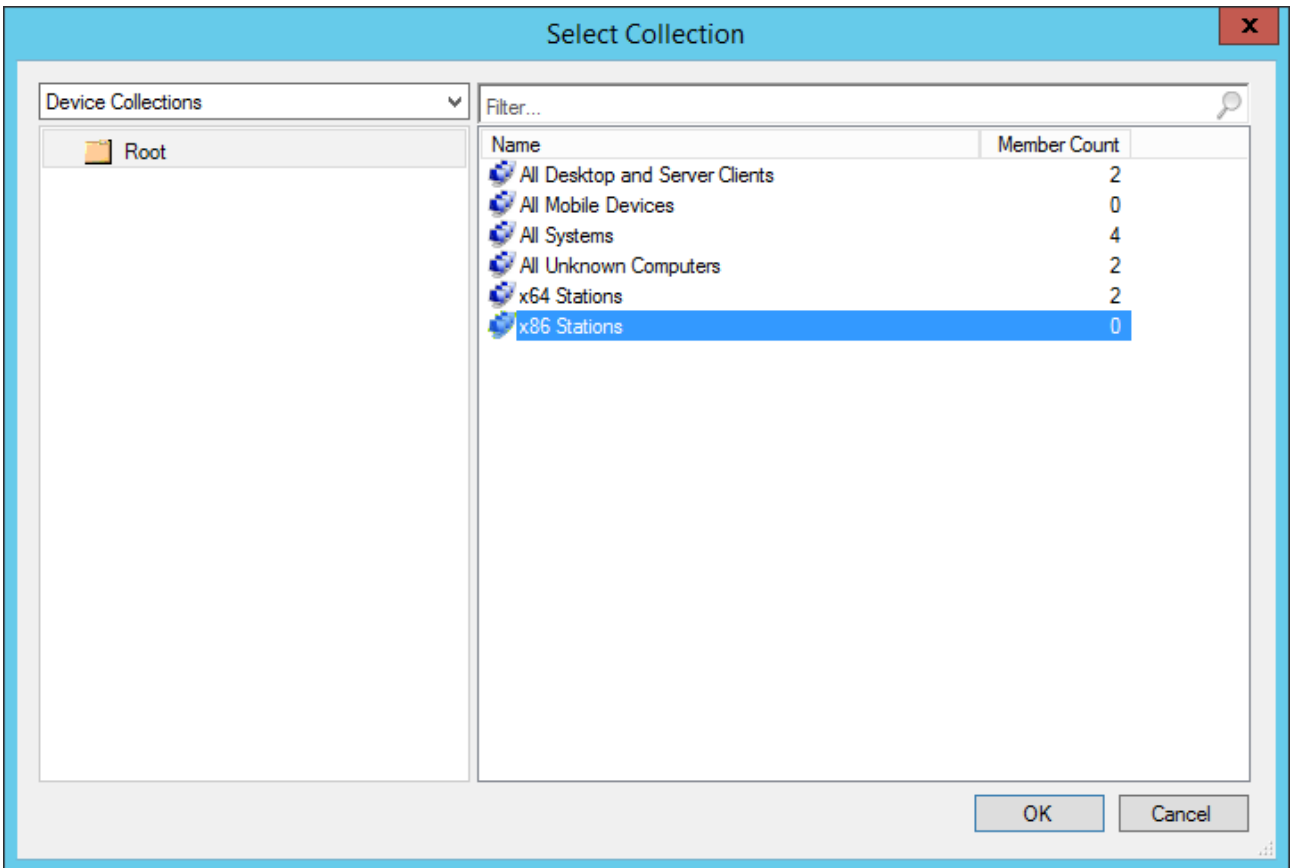 Select Collection
x
Device Collections
Filter...
Root
Name Member Count
All Desktop and Server Clients 2
All Mobile Devices 0
All Systems 4
All Unknown Computers 2
x64 Stations 2
x86 Stations 0
OK Cancel